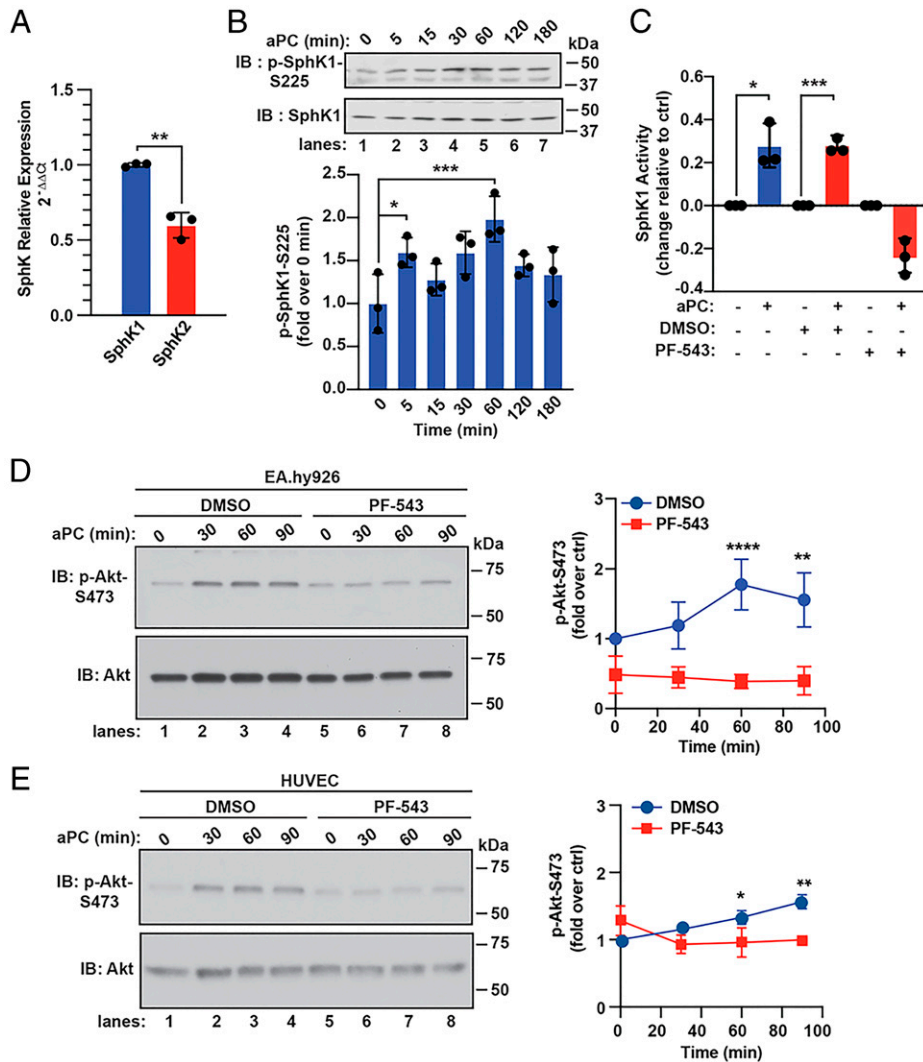 A
SphK Relative Expression
2^-ΔΔCt
1.5
1.0
0.5
0.0
**
SphK1
SphK2
B
aPC (min): 0 5 15 30 60 120 180
kDa
IB : p-SphK1-
S225
50
37
IB : SphK1
50
37
lanes: 1 2 3 4 5 6 7
p-SphK1-S225
(fold over 0 min)
2.5
2.0
1.5
1.0
0.5
0.0
*
***
0 5 15 30 60 120 180
Time (min)
C
SphK1 Activity
(change relative to ctrl)
0.6
0.4
0.2
0.0
-0.2
-0.4
*
***
aPC: - + - + - +
DMSO: - - + + - -
PF-543: - - - - + +
D
EA.hy926
DMSO PF-543
aPC (min): 0 30 60 90 0 30 60 90
kDa
IB: p-Akt-
S473
75
50
IB: Akt
75
50
lanes: 1 2 3 4 5 6 7 8
p-Akt-S473
(fold over ctrl)
3
2
1
0
DMSO
PF-543
****
**
0 20 40 60 80 100
Time (min)
E
HUVEC
DMSO PF-543
aPC (min): 0 30 60 90 0 30 60 90
kDa
IB: p-Akt-
S473
75
50
IB: Akt
75
50
lanes: 1 2 3 4 5 6 7 8
p-Akt-S473
(fold over ctrl)
3
2
1
0
DMSO
PF-543
*
**
0 20 40 60 80 100
Time (min)